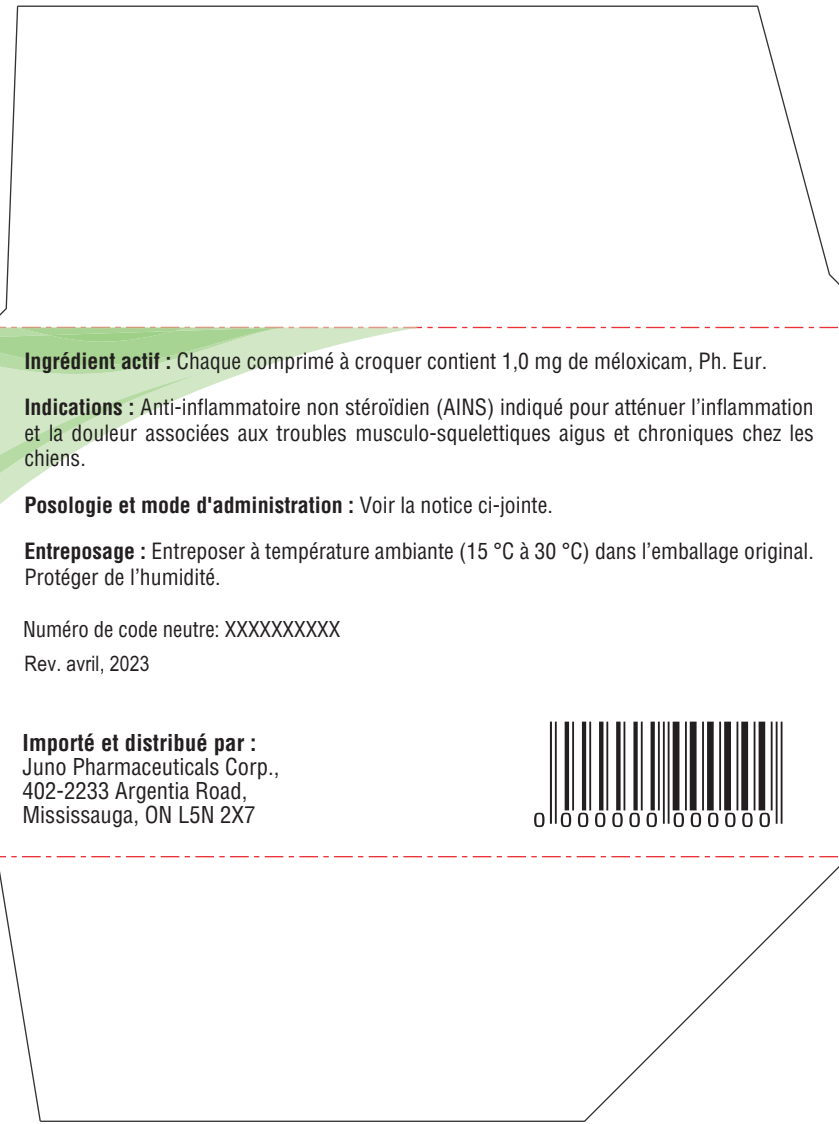 Ingrédient actif : Chaque comprimé à croquer contient 1,0 mg de méloxicam, Ph. Eur.
Indications : Anti-inflammatoire non stéroïdien (AINS) indiqué pour atténuer l’inflammation
et la douleur associées aux troubles musculo-squelettiques aigus et chroniques chez les
chiens.
Posologie et mode d'administration : Voir la notice ci-jointe.
Entreposage : Entreposer à température ambiante (15 °C à 30 °C) dans l’emballage original.
Protéger de l’humidité.
Numéro de code neutre: XXXXXXXXXX
Rev. avril, 2023
Importé et distribué par :
Juno Pharmaceuticals Corp.,
402-2233 Argentia Road,
Mississauga, ON L5N 2X7
0 000000 000000